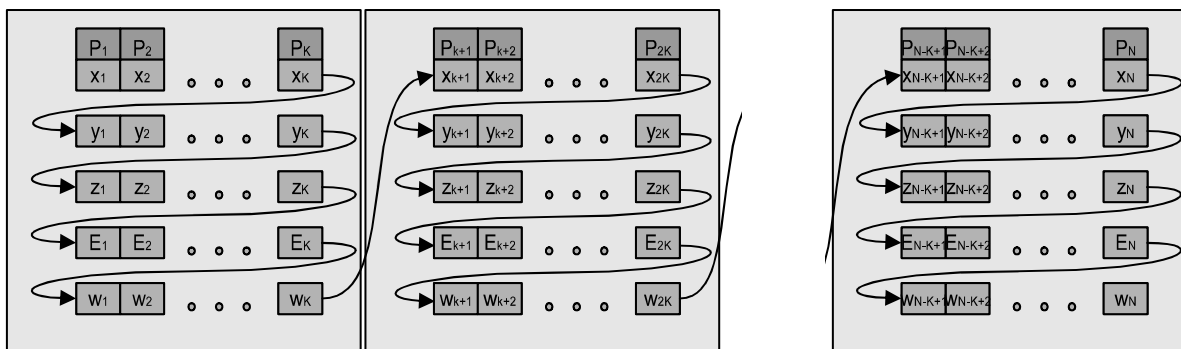 P1 P2 PK Pk+1 Pk+2 P2K PN-K+1 PN-K+2 PN
x1 x2 xK xk+1 xk+2 x2K xN-K+1 xN-K+2 xN
y1 y2 yK yk+1 yk+2 y2K yN-K+1 yN-K+2 yN
z1 z2 zK zk+1 zk+2 z2K zN-K+1 zN-K+2 zN
E1 E2 EK Ek+1 Ek+2 E2K EN-K+1 EN-K+2 EN
w1 w2 wK wk+1 wk+2 w2K wN-K+1 wN-K+2 wN